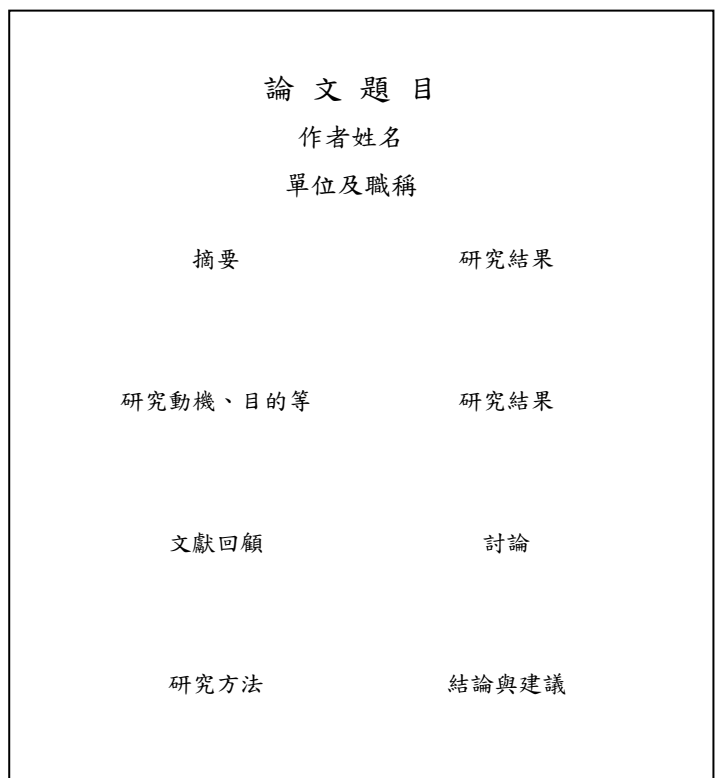 論文題目
作者姓名
單位及職稱
摘要
研究動機、目的等
文獻回顧
研究方法
研究結果
研究結果
討論
結論與建議